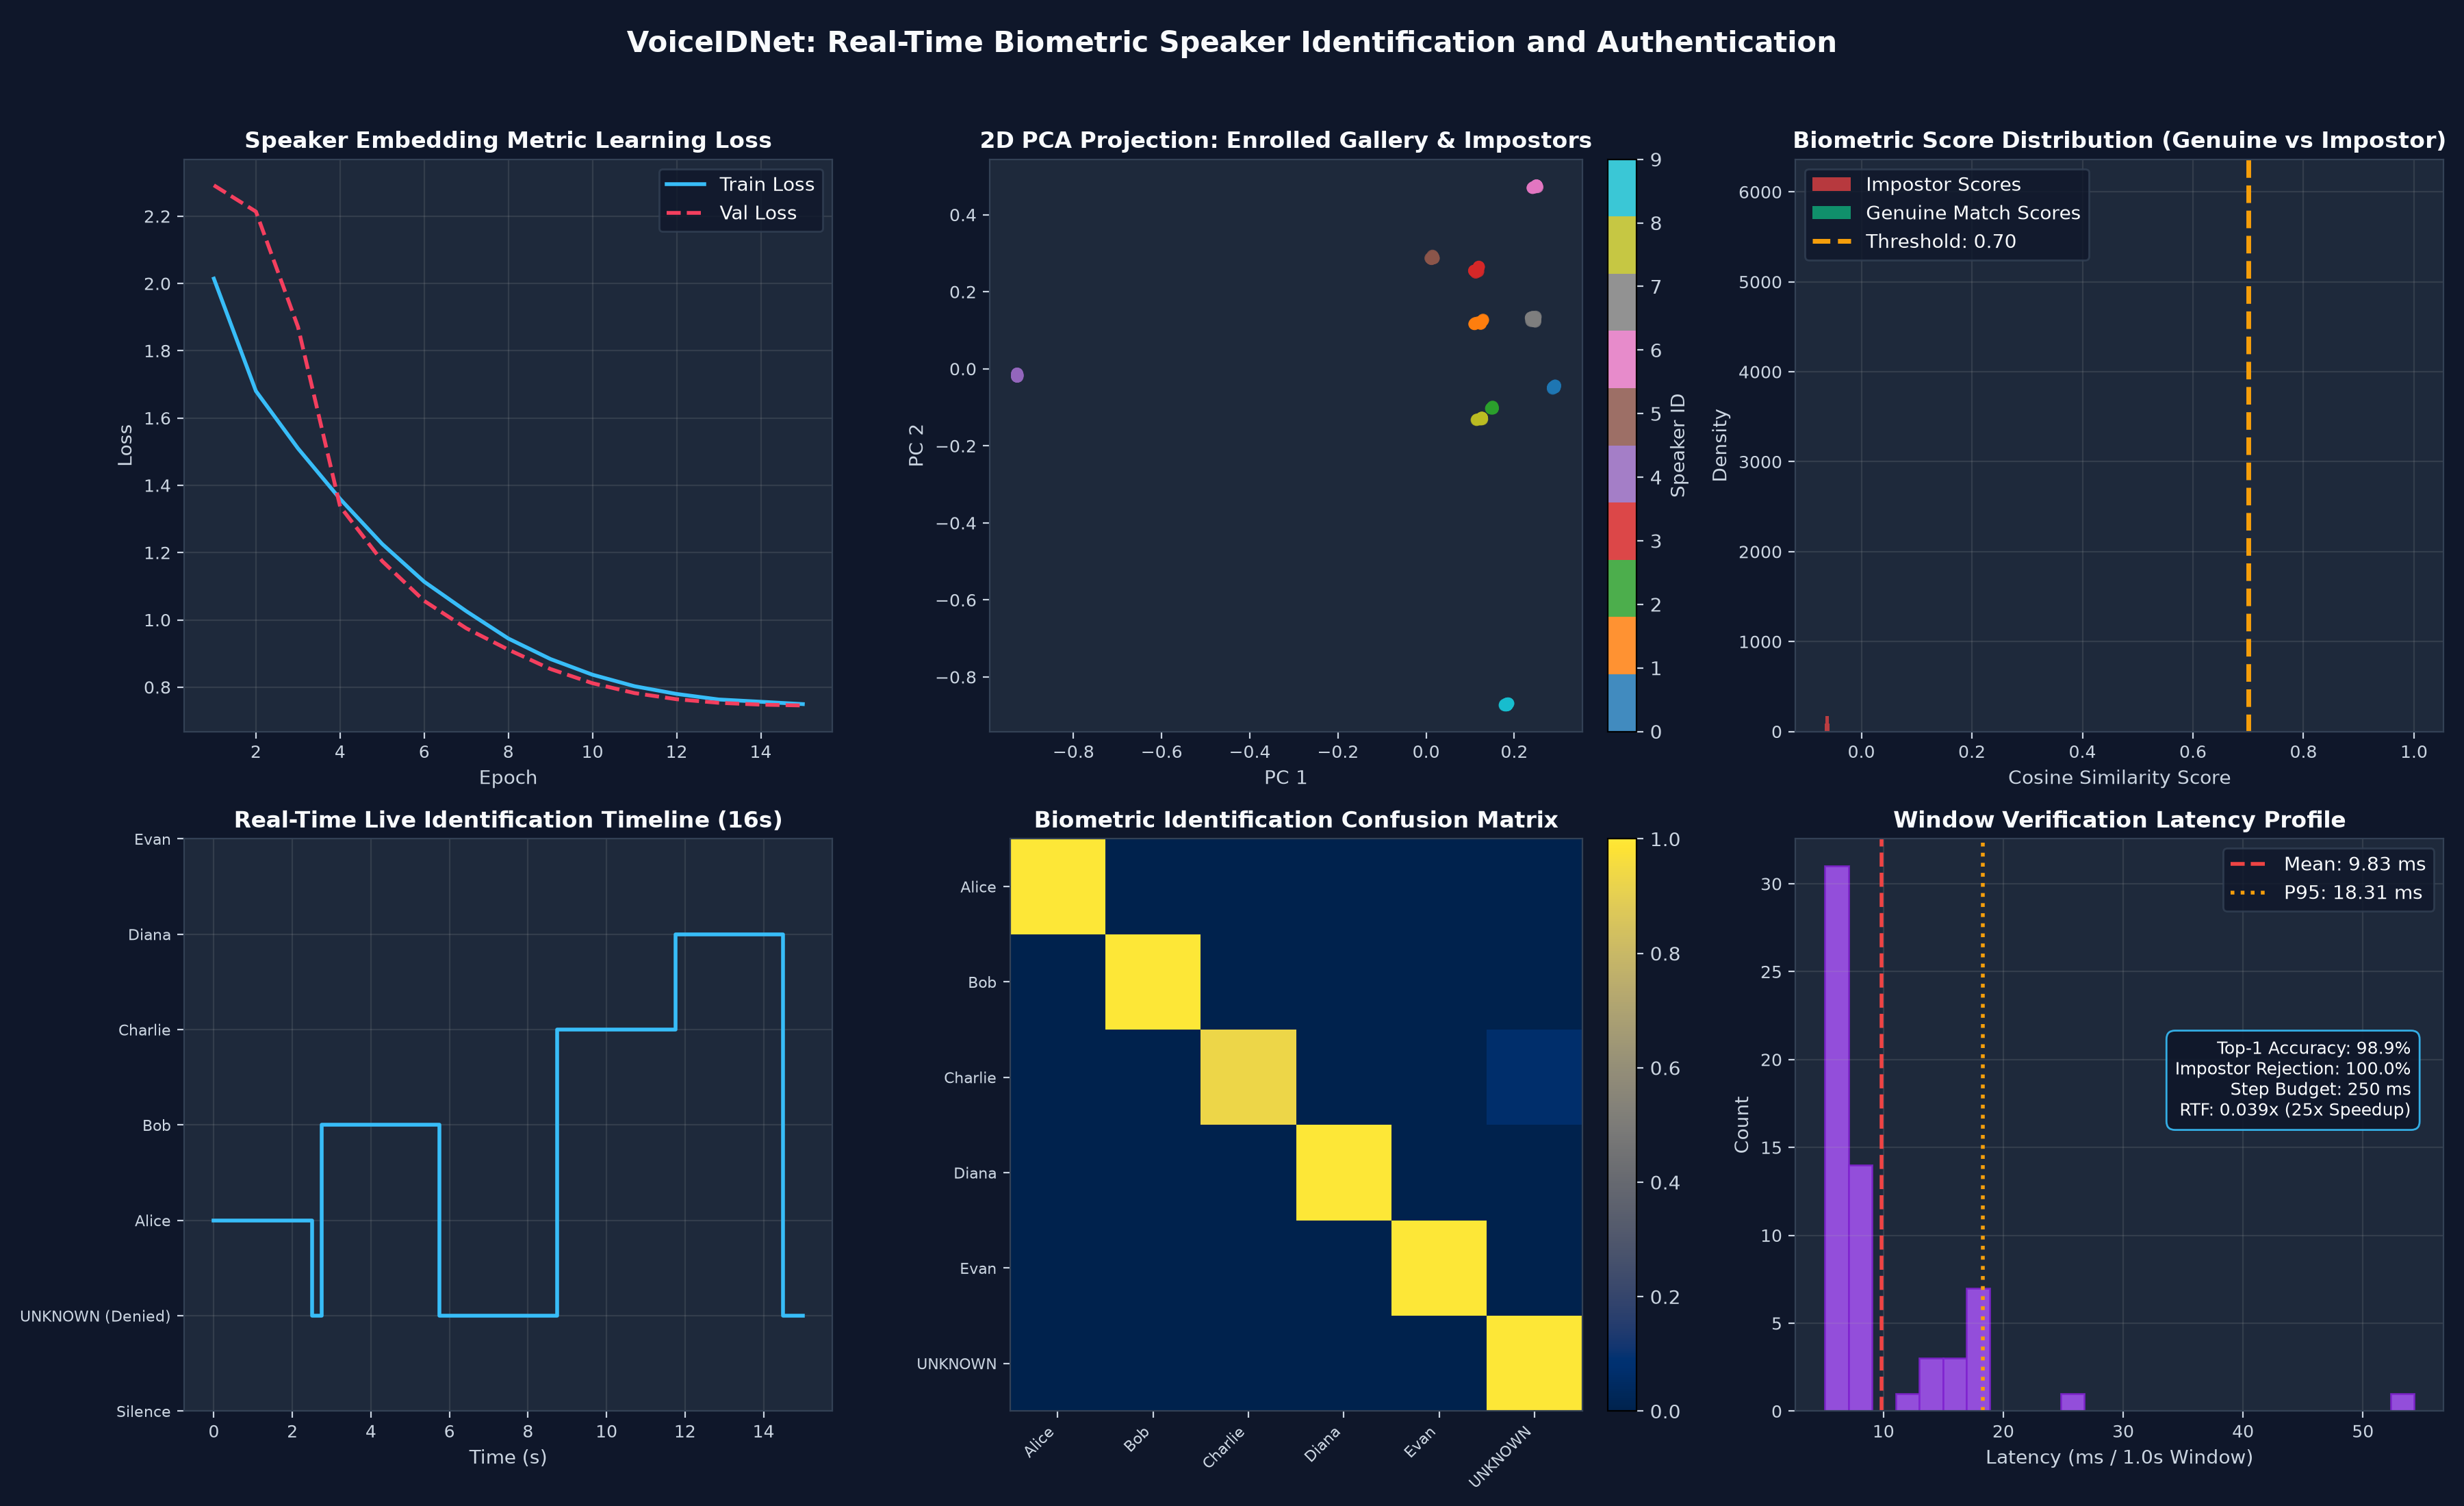 VoiceIDNet: Real-Time Biometric Speaker Identification and Authentication
Speaker Embedding Metric Learning Loss
Train Loss
Val Loss
2.2
2.0
1.8
1.6
1.4
1.2
1.0
0.8
Loss
2
4
6
8
10
12
14
Epoch
2D PCA Projection: Enrolled Gallery & Impostors
0.4
0.2
0.0
−0.2
−0.4
−0.6
−0.8
PC 2
−0.8
−0.6
−0.4
−0.2
0.0
0.2
PC 1
9
8
7
6
5
4
3
2
1
0
Speaker ID
Biometric Score Distribution (Genuine vs Impostor)
Impostor Scores
Genuine Match Scores
Threshold: 0.70
6000
5000
4000
3000
2000
1000
0
Density
0.0
0.2
0.4
0.6
0.8
1.0
Cosine Similarity Score
Real-Time Live Identification Timeline (16s)
Evan
Diana
Charlie
Bob
Alice
UNKNOWN (Denied)
Silence
0
2
4
6
8
10
12
14
Time (s)
Biometric Identification Confusion Matrix
Alice
Bob
Charlie
Diana
Evan
UNKNOWN
Alice
Bob
Charlie
Diana
Evan
UNKNOWN
1.0
0.8
0.6
0.4
0.2
0.0
Window Verification Latency Profile
Mean: 9.83 ms
P95: 18.31 ms
Top-1 Accuracy: 98.9%
Impostor Rejection: 100.0%
Step Budget: 250 ms
RTF: 0.039x (25x Speedup)
30
25
20
15
10
5
0
Count
10
20
30
40
50
Latency (ms / 1.0s Window)